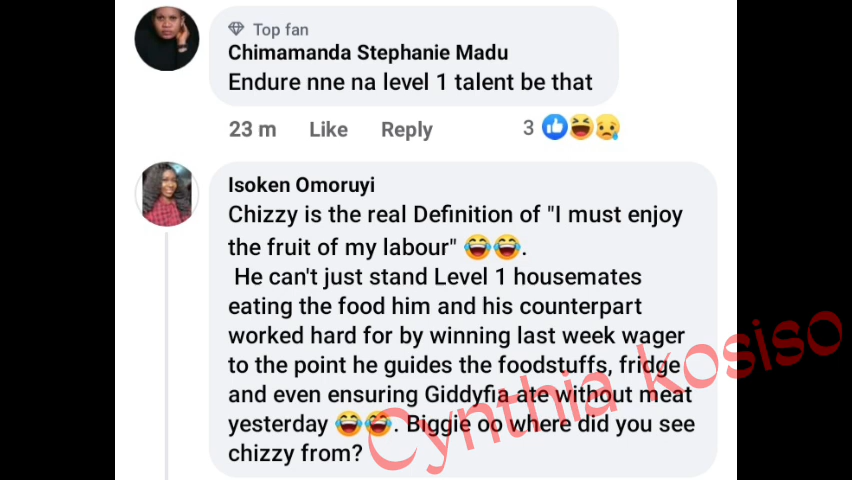 Top fan
Chimamanda Stephanie Madu
Endure nne na level 1 talent be that
23 m Like Reply 3
Isoken Omoruyi
Chizzy is the real Definition of "I must enjoy
the fruit of my labour" 😂😂.
He can't just stand Level 1 housemates
eating the food him and his counterpart
worked hard for by winning last week wager
to the point he guides the foodstuffs, fridge
and even ensuring Giddyfia ate without meat
yesterday 😂😂. Biggie oo where did you see
chizzy from?
Cynthia kosiso